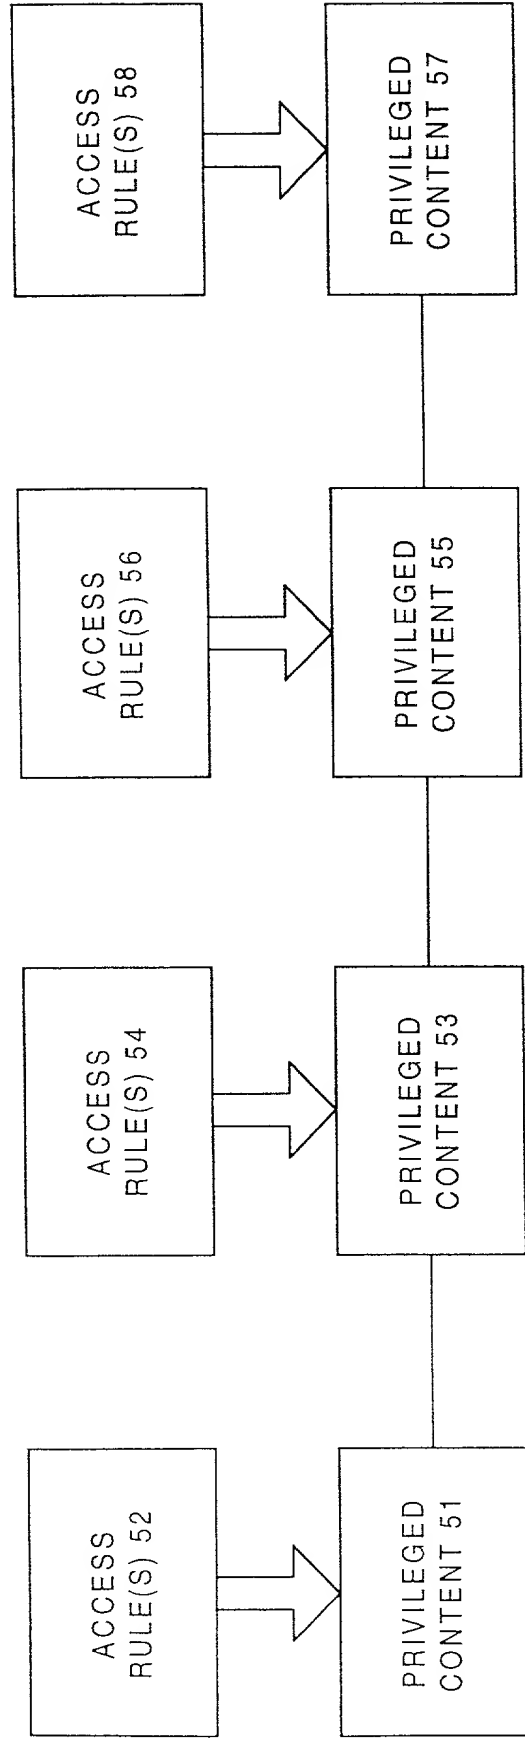 ACCESS
RULE(S) 52
ACCESS
RULE(S) 54
ACCESS
RULE(S) 56
ACCESS
RULE(S) 58
PRIVILEGED
CONTENT 51
PRIVILEGED
CONTENT 53
PRIVILEGED
CONTENT 55
PRIVILEGED
CONTENT 57